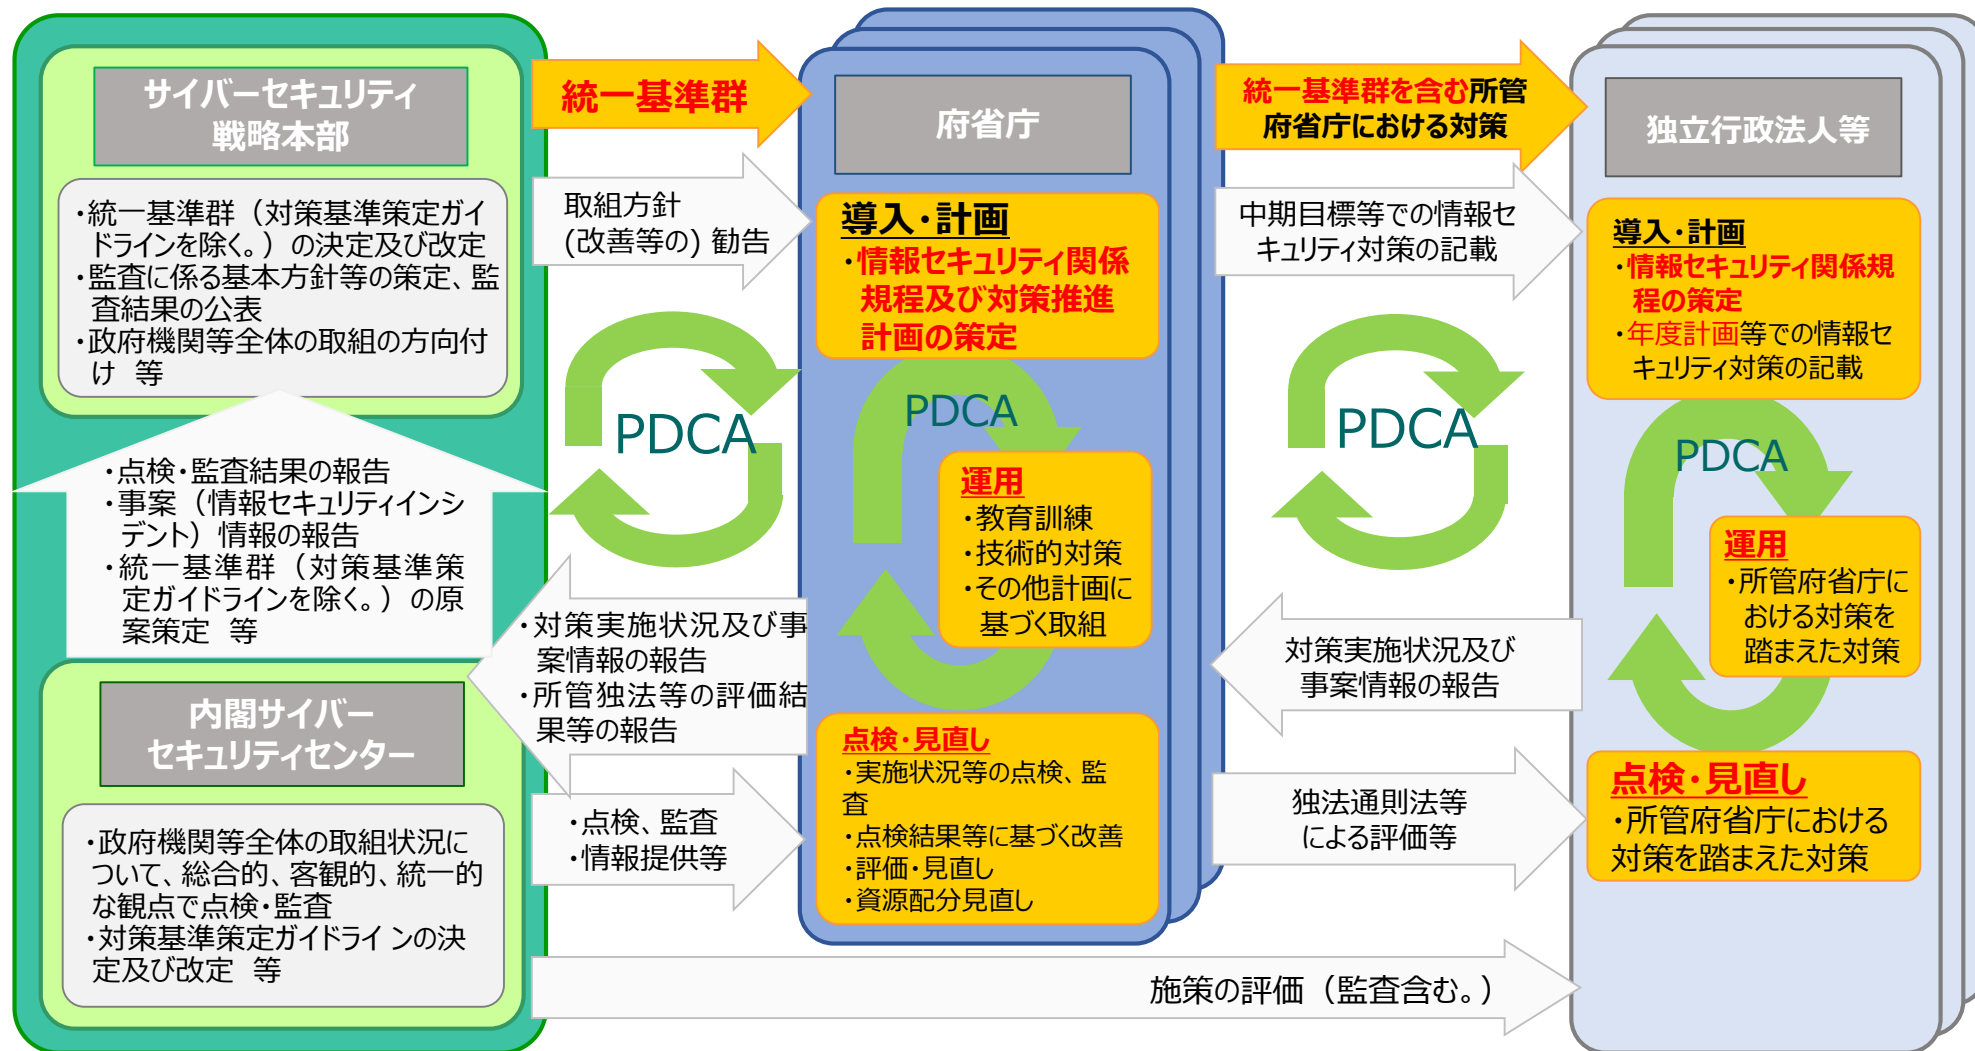 サイバーセキュリティ
戦略本部
・統一基準群（対策基準策定ガイ
ドラインを除く。）の決定及び改定
・監査に係る基本方針等の策定、監
査結果の公表
・政府機関等全体の取組の方向付
け 等
・点検・監査結果の報告
・事案（情報セキュリティインシ
デント）情報の報告
・統一基準群（対策基準策
定ガイドラインを除く。）の原
案策定 等
内閣サイバー
セキュリティセンター
・政府機関等全体の取組状況に
ついて、総合的、客観的、統一的
な観点で点検・監査
・対策基準策定ガイドラインの決
定及び改定 等
統一基準群
取組方針
(改善等の) 勧告
PDCA
・対策実施状況及び事
案情報の報告
・所管独法等の評価結
果等の報告
・点検、監査
・情報提供等
府省庁
導入・計画
・情報セキュリティ関係
規程及び対策推進
計画の策定
PDCA
運用
・教育訓練
・技術的対策
・その他計画に
基づく取組
点検・見直し
・実施状況等の点検、監
査
・点検結果等に基づく改善
・評価・見直し
・資源配分見直し
統一基準群を含む所管
府省庁における対策
中期目標等での情報セ
キュリティ対策の記載
PDCA
対策実施状況及び
事案情報の報告
独法通則法等
による評価等
施策の評価（監査含む。）
独立行政法人等
導入・計画
・情報セキュリティ関係規
程の策定
・年度計画等での情報セ
キュリティ対策の記載
PDCA
運用
・所管府省庁に
おける対策を
踏まえた対策
点検・見直し
・所管府省庁における
対策を踏まえた対策